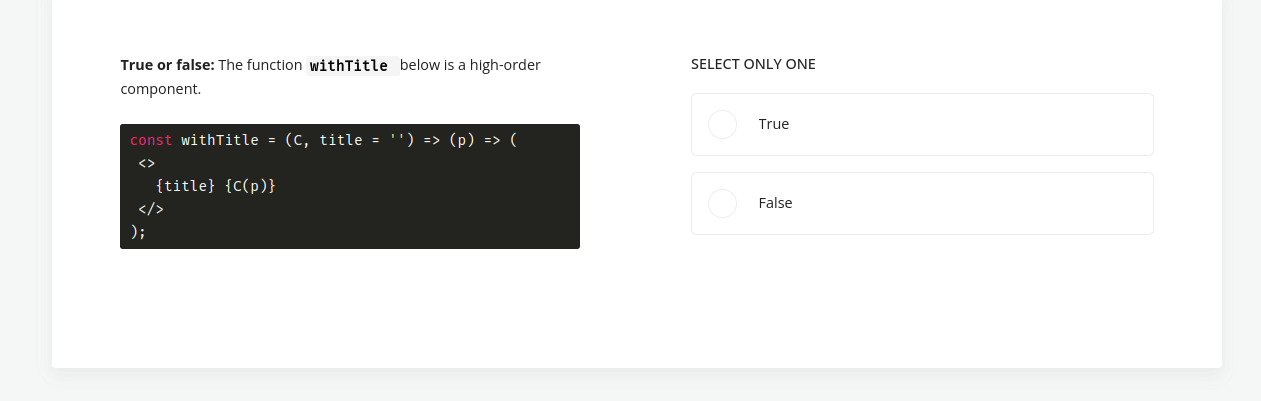 True or false: The function withTitle below is a high-order
component.
const withTitle = (C, title = '') => (p) => (
 <>
   {title} {C(p)}
 </>
);
SELECT ONLY ONE
True
False